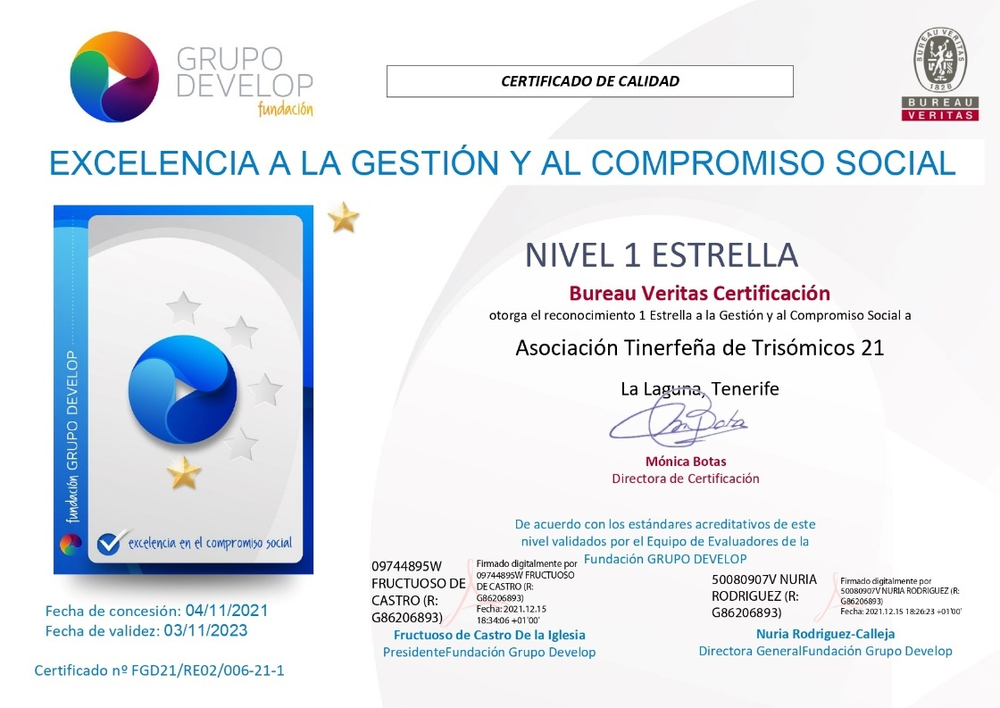 GRUPO
DEVELOP
fundación
CERTIFICADO DE CALIDAD
BUREAU VERITAS
1828
BUREAU
VERITAS
EXCELENCIA A LA GESTIÓN Y AL COMPROMISO SOCIAL
fundación GRUPO DEVELOP
excelencia en el compromiso social
NIVEL 1 ESTRELLA
Bureau Veritas Certificación
otorga el reconocimiento 1 Estrella a la Gestión y al Compromiso Social a
Asociación Tinerfeña de Trisómicos 21
La Laguna, Tenerife
Mónica Botas
Directora de Certificación
De acuerdo con los estándares acreditativos de este
nivel validados por el Equipo de Evaluadores de la
Fundación GRUPO DEVELOP
09744895W
FRUCTUOSO DE
CASTRO (R:
G86206893)
Firmado digitalmente por
09744895W FRUCTUOSO
DE CASTRO (R:
G86206893)
Fecha: 2021.12.15
18:34:06 +01'00'
Fructuoso de Castro De la Iglesia
PresidenteFundación Grupo Develop
50080907V NURIA
RODRIGUEZ (R:
G86206893)
Firmado digitalmente por
50080907V NURIA RODRIGUEZ (R:
G86206893)
Fecha: 2021.12.15 18:26:23 +01'00'
Nuria Rodriguez-Calleja
Directora GeneralFundación Grupo Develop
Fecha de concesión: 04/11/2021
Fecha de validez: 03/11/2023
Certificado nº FGD21/RE02/006-21-1